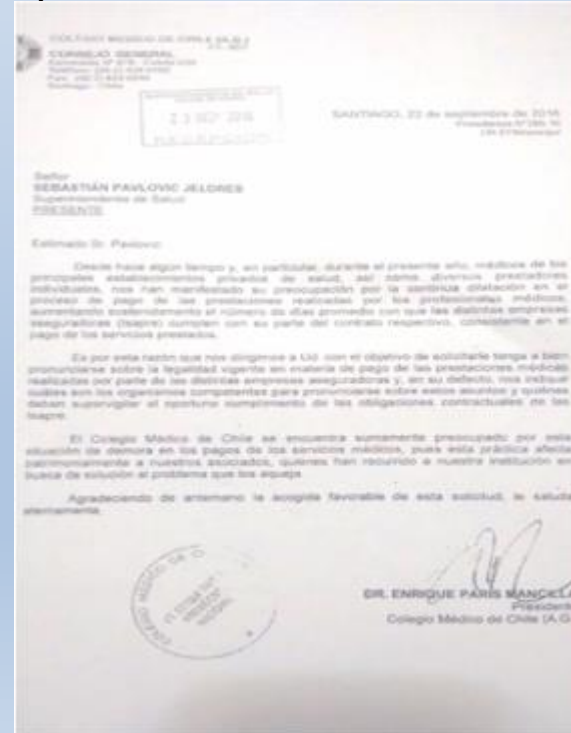 COLEGIO MEDICO DE CHILE (A.G.)
CONSEJO GENERAL
Santiago - Chile
SANTIAGO, 23 de septiembre de 2016
Señor
SEBASTIÁN PAVLOVIC JELDRES
Superintendente de Salud
PRESENTE
Estimado Sr. Pavlovic:
Desde hace algún tiempo y, en particular, durante el presente año, médicos de los
principales establecimientos privados de salud, así como diversos prestadores
individuales, nos han manifestado su preocupación por la continua dilatación en el
proceso de pago de las prestaciones realizadas por los profesionales médicos,
aumentando ostensiblemente el número de días promedio con que las distintas empresas
aseguradoras (Isapre) cumplen con su parte del contrato respectivo, consistente en el
pago de los servicios prestados.
Es por esta razón que nos dirigimos a Ud. con el objetivo de solicitarle tenga a bien
pronunciarse sobre la legalidad vigente en materia de pago de las prestaciones médicas
realizadas por parte de las distintas empresas aseguradoras y, en su defecto, nos indique
cuáles son los organismos competentes para pronunciarse sobre estos asuntos y quienes
deban supervigilar el oportuno cumplimiento de las obligaciones contractuales de las
Isapre.
El Colegio Médico de Chile se encuentra sumamente preocupado por esta
situación de demora en los pagos de los servicios médicos, pues esta práctica afecta
patrimonialmente a nuestros asociados, quienes han recurrido a nuestra institución en
busca de solución al problema que los aqueja.
Agradeciendo de antemano la acogida favorable de esta solicitud, le saluda
atentamente,
DR. ENRIQUE PARIS MANCILLA
Presidente
Colegio Médico de Chile (A.G.)